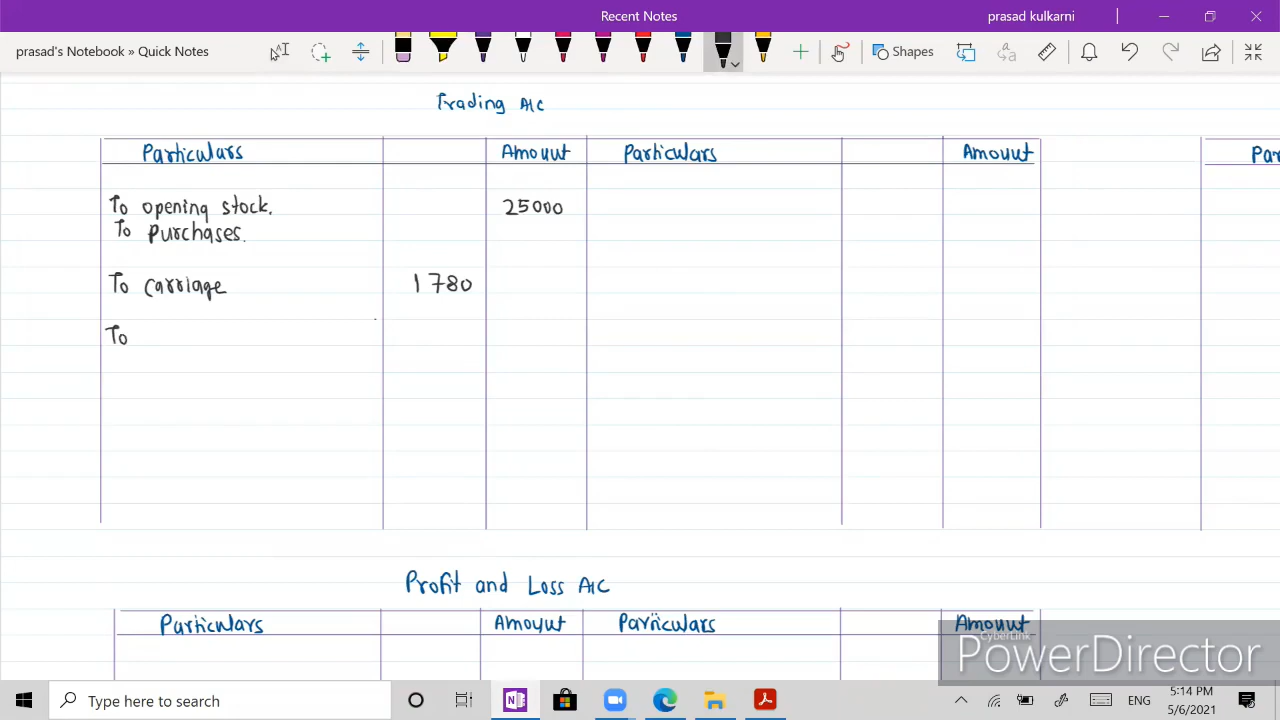 Recent Notes
prasad kulkarni
prasad's Notebook » Quick Notes
Shapes
Trading A/C
Particulars Amount Particulars Amount
To opening stock. 25000
To purchases.
To carriage 1780
To
Profit and Loss A/C
Particulars Amount Particulars Amount
CyberLink
PowerDirector
Type here to search
ENG
5:14 PM
5/6/2021